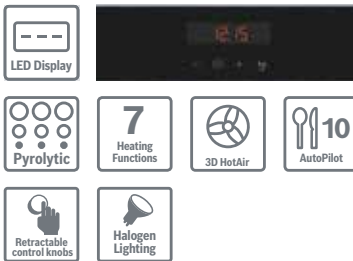 LED Display
Pyrolytic
7
Heating
Functions
3D HotAir
10
AutoPilot
Retractable
control knobs
Halogen
Lighting